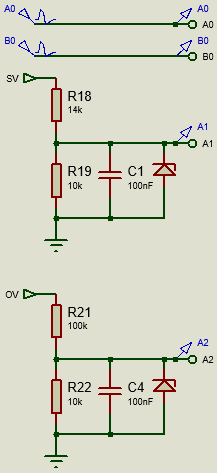 A0 A0
A0
B0 B0
B0
SV
R18
14k
A1
A1
R19 C1
10k 100nF
OV
R21
100k
A2
A2
R22 C4
10k 100nF